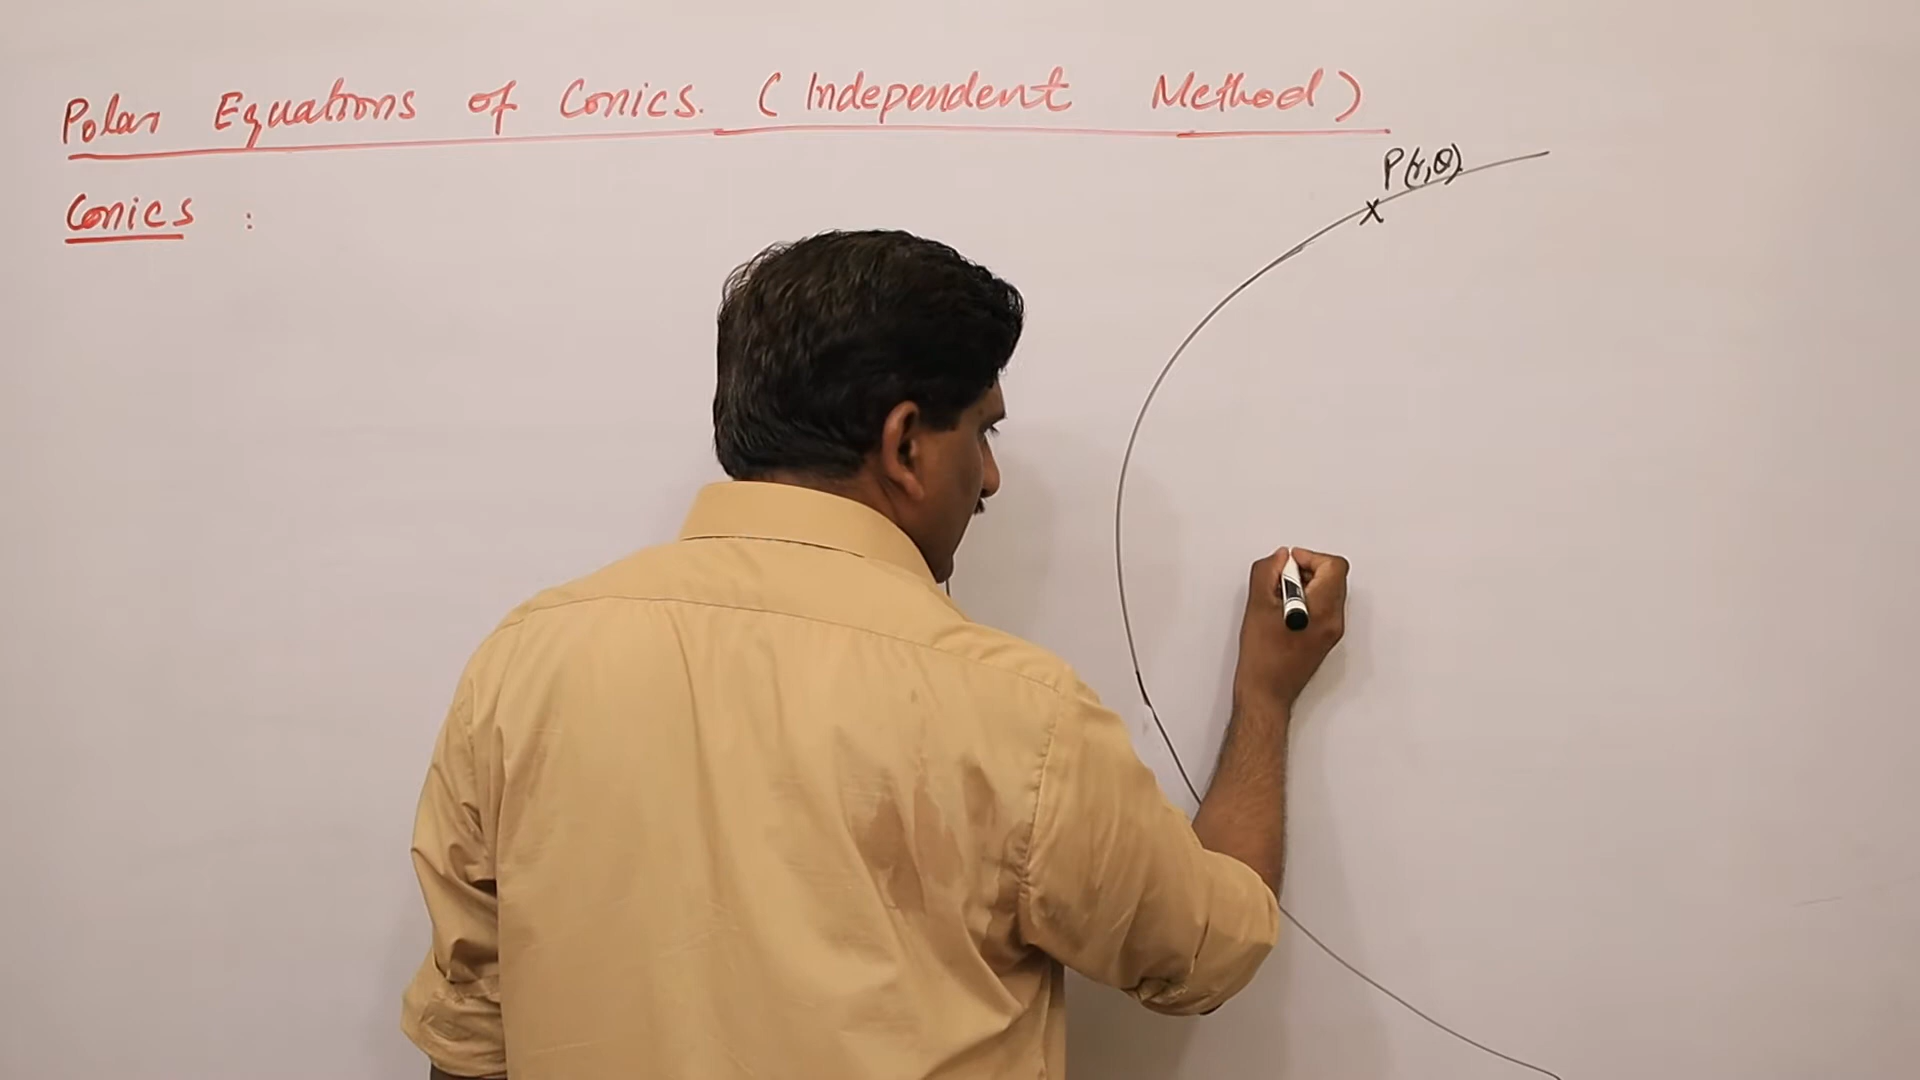 Polar Equations of Conics. (Independent Method)
P(r,θ).
Conics :